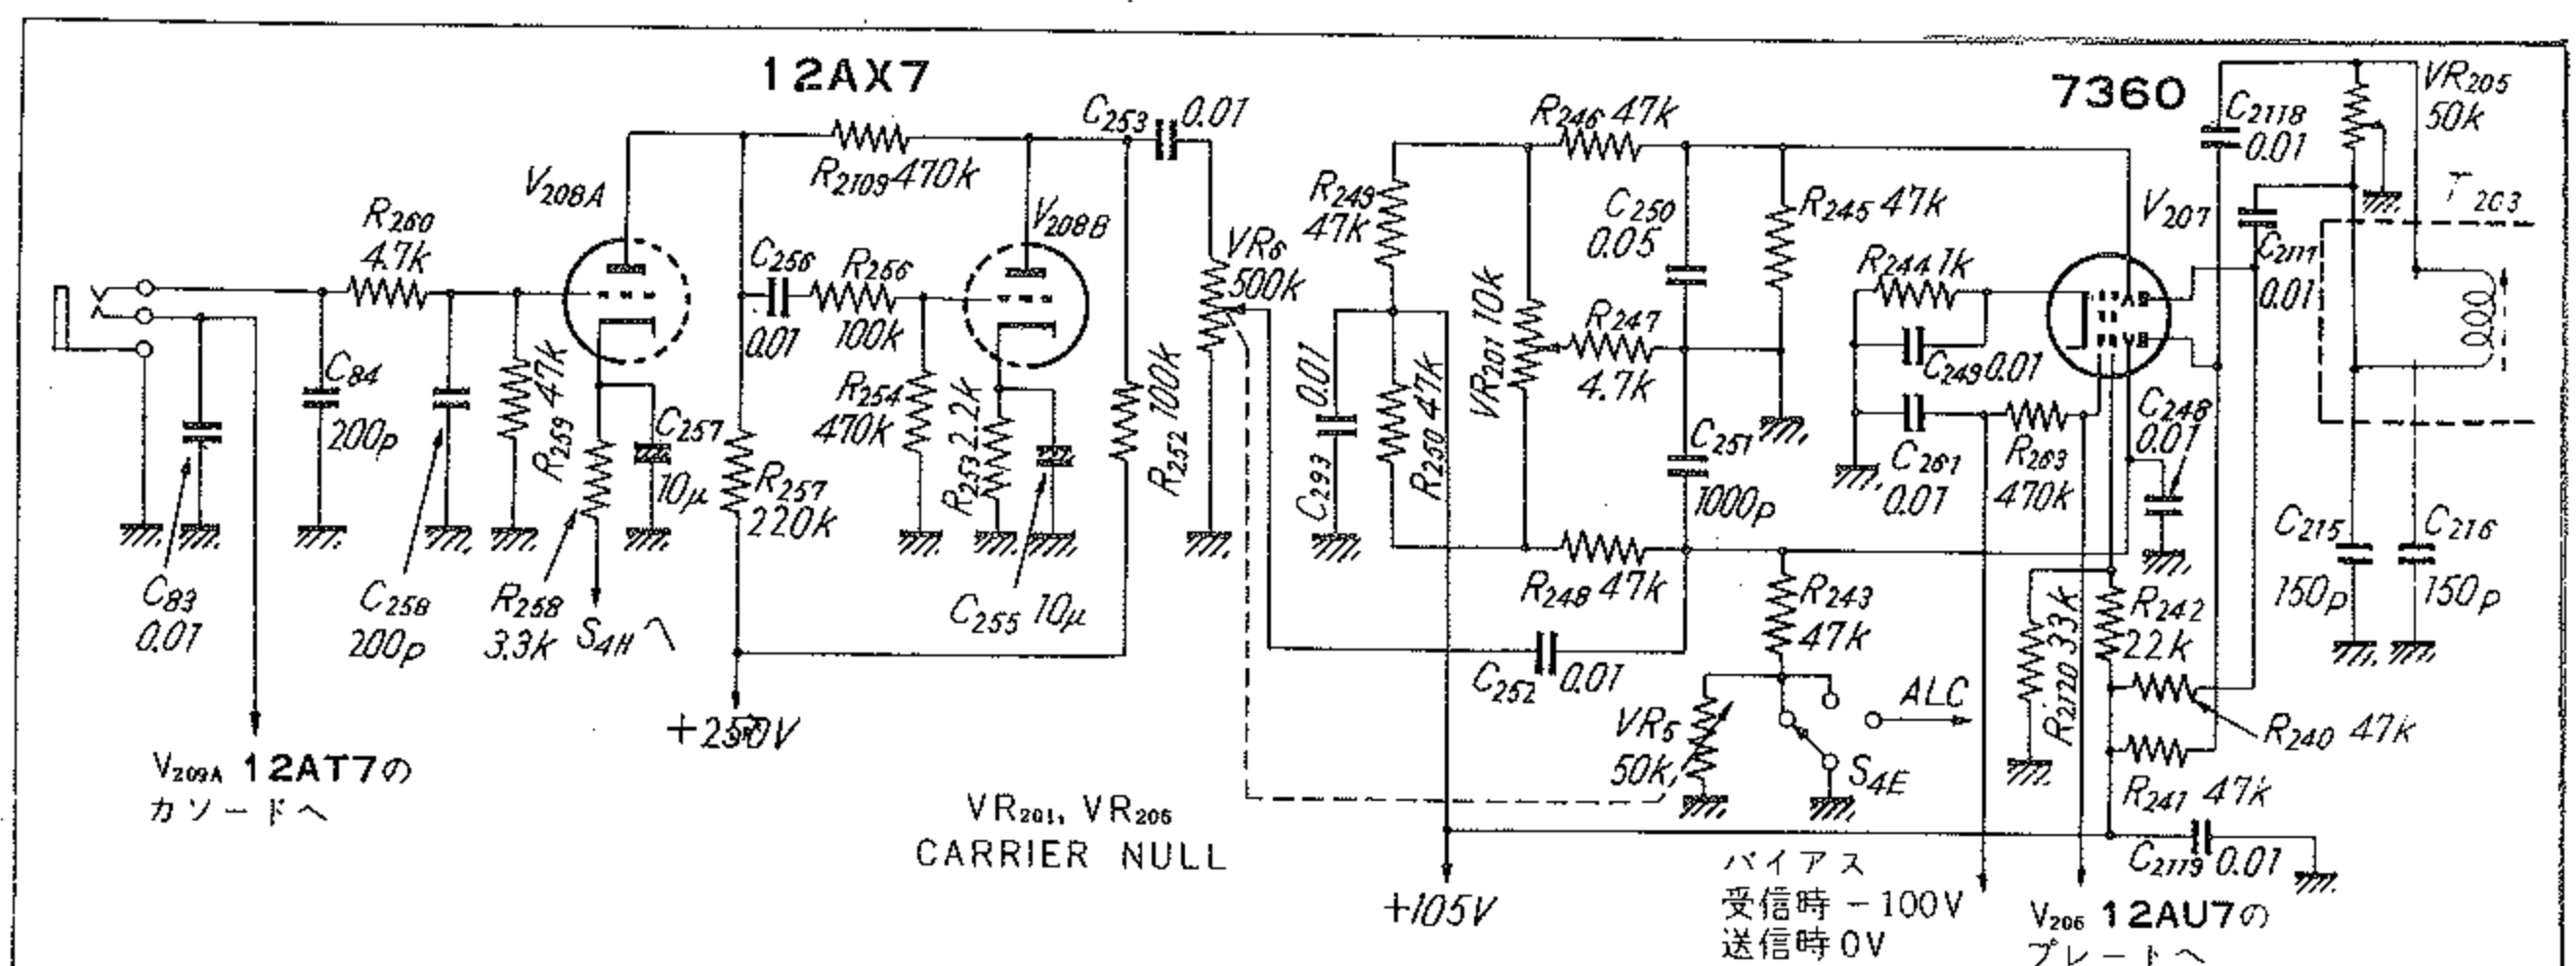 12AX7
7360
C253 0.01
R246 47k
VR205
50k
C2118
0.01
R2109 470k
V208A
V208B
R249
47k
C250
0.05
R245 47k
V207
T203
R260
4.7k
C256
0.01
R256
100k
VR6
500k
VR201 10k
R247
4.7k
R244 1k
C2117
0.01
C249 0.01
C248
0.01
C84
200p
R259 47k
C257
10μ
R254
470k
R253 2.2k
R252 100k
C293 0.01
R250 47k
C251
1000p
C261
0.01
R263
470k
R257
220k
C215
150p
C216
150p
C83
0.01
C258
200p
R258
3.3k
S4Hへ
C255 10μ
R248 47k
R243
47k
R242
22k
R2120 33k
C252 0.01
ALC
VR5
50k
S4E
R240 47k
R241 47k
+250V
V209A 12AT7の
カソードへ
VR201, VR205
CARRIER NULL
C2119 0.01
+105V
バイアス
受信時-100V
送信時0V
V206 12AU7の
プレートへ